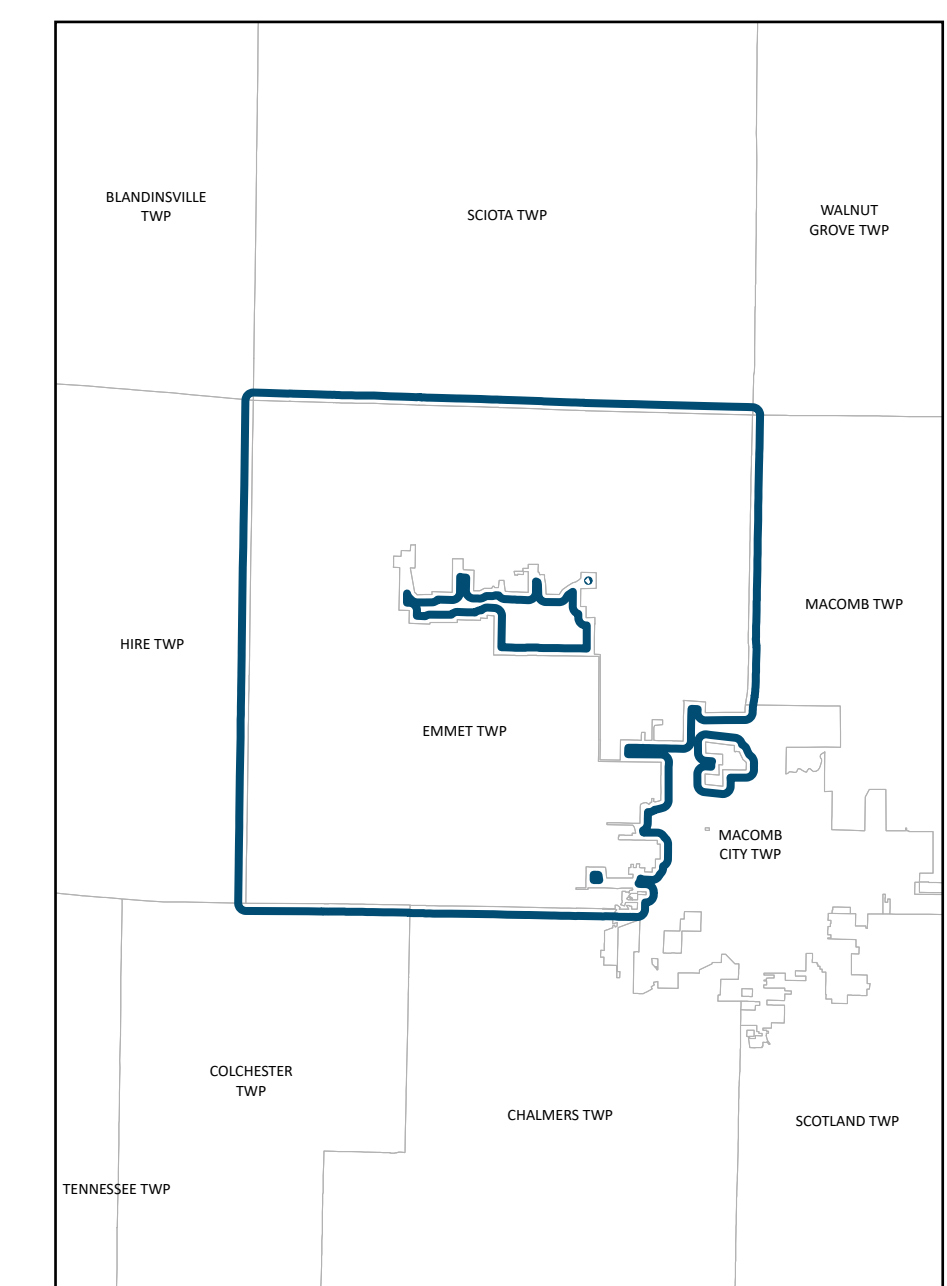 BLANDINSVILLE
TWP
SCIOTA TWP
WALNUT
GROVE TWP
MACOMB TWP
HIRE TWP
EMMET TWP
MACOMB
CITY TWP
COLCHESTER
TWP
CHALMERS TWP
SCOTLAND TWP
TENNESSEE TWP